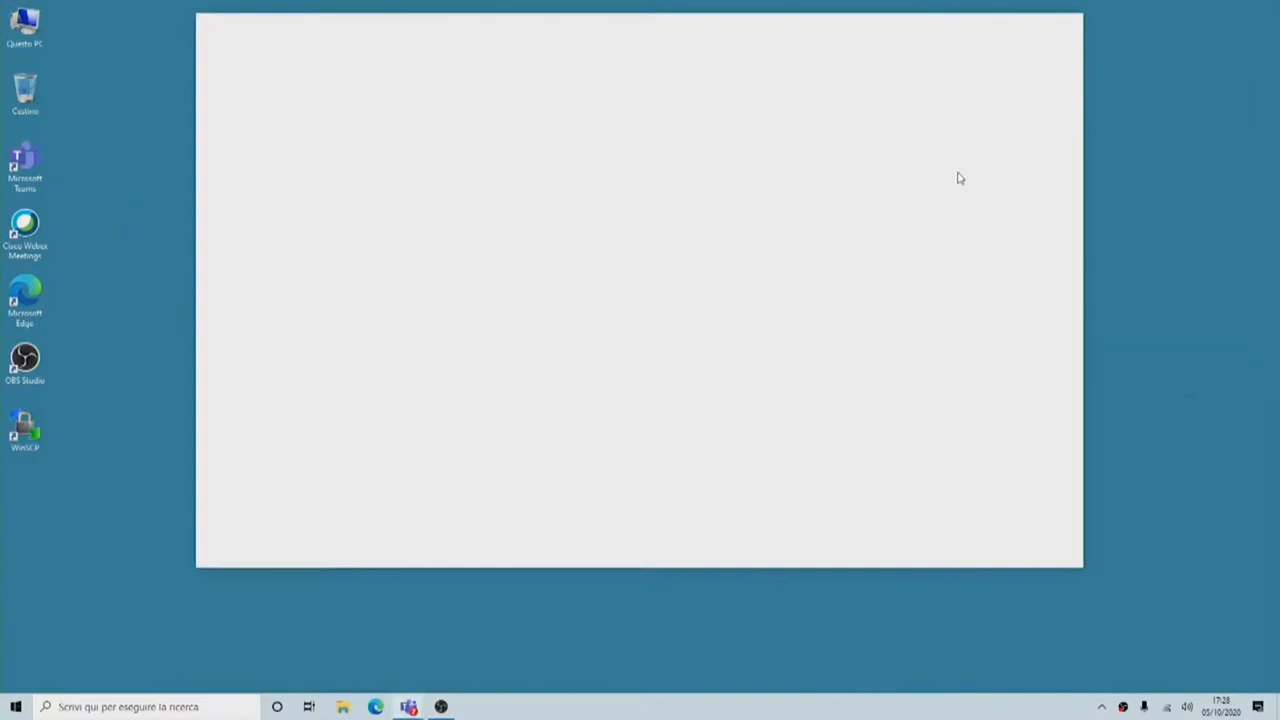 Questo PC
Cestino
Microsoft
Teams
Cisco Webex
Meetings
Microsoft
Edge
OBS Studio
WinSCP
Scrivi qui per eseguire la ricerca
17:28
05/10/2020